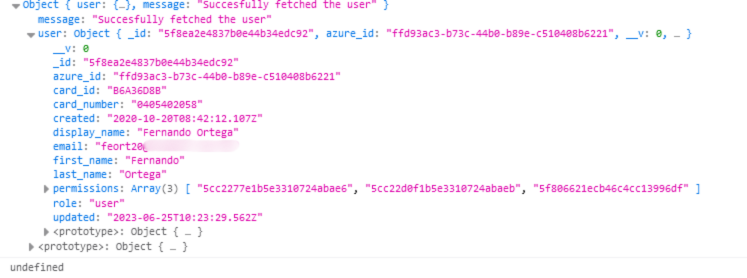 Object { user: {…}, message: "Succesfully fetched the user" }
message: "Succesfully fetched the user"
user: Object { _id: "5f8ea2e4837b0e44b34edc92", azure_id: "ffd93ac3-b73c-44b0-b89e-c510408b6221", __v: 0, … }
__v: 0
_id: "5f8ea2e4837b0e44b34edc92"
azure_id: "ffd93ac3-b73c-44b0-b89e-c510408b6221"
card_id: "B6A36D8B"
card_number: "0405402058"
created: "2020-10-20T08:42:12.107Z"
display_name: "Fernando Ortega"
email: "feort20
first_name: "Fernando"
last_name: "Ortega"
permissions: Array(3) [ "5cc2277e1b5e3310724abae6", "5cc22d0f1b5e3310724abaeb", "5f806621ecb46c4cc13996df" ]
role: "user"
updated: "2023-06-25T10:23:29.562Z"
<prototype>: Object { … }
<prototype>: Object { … }
undefined